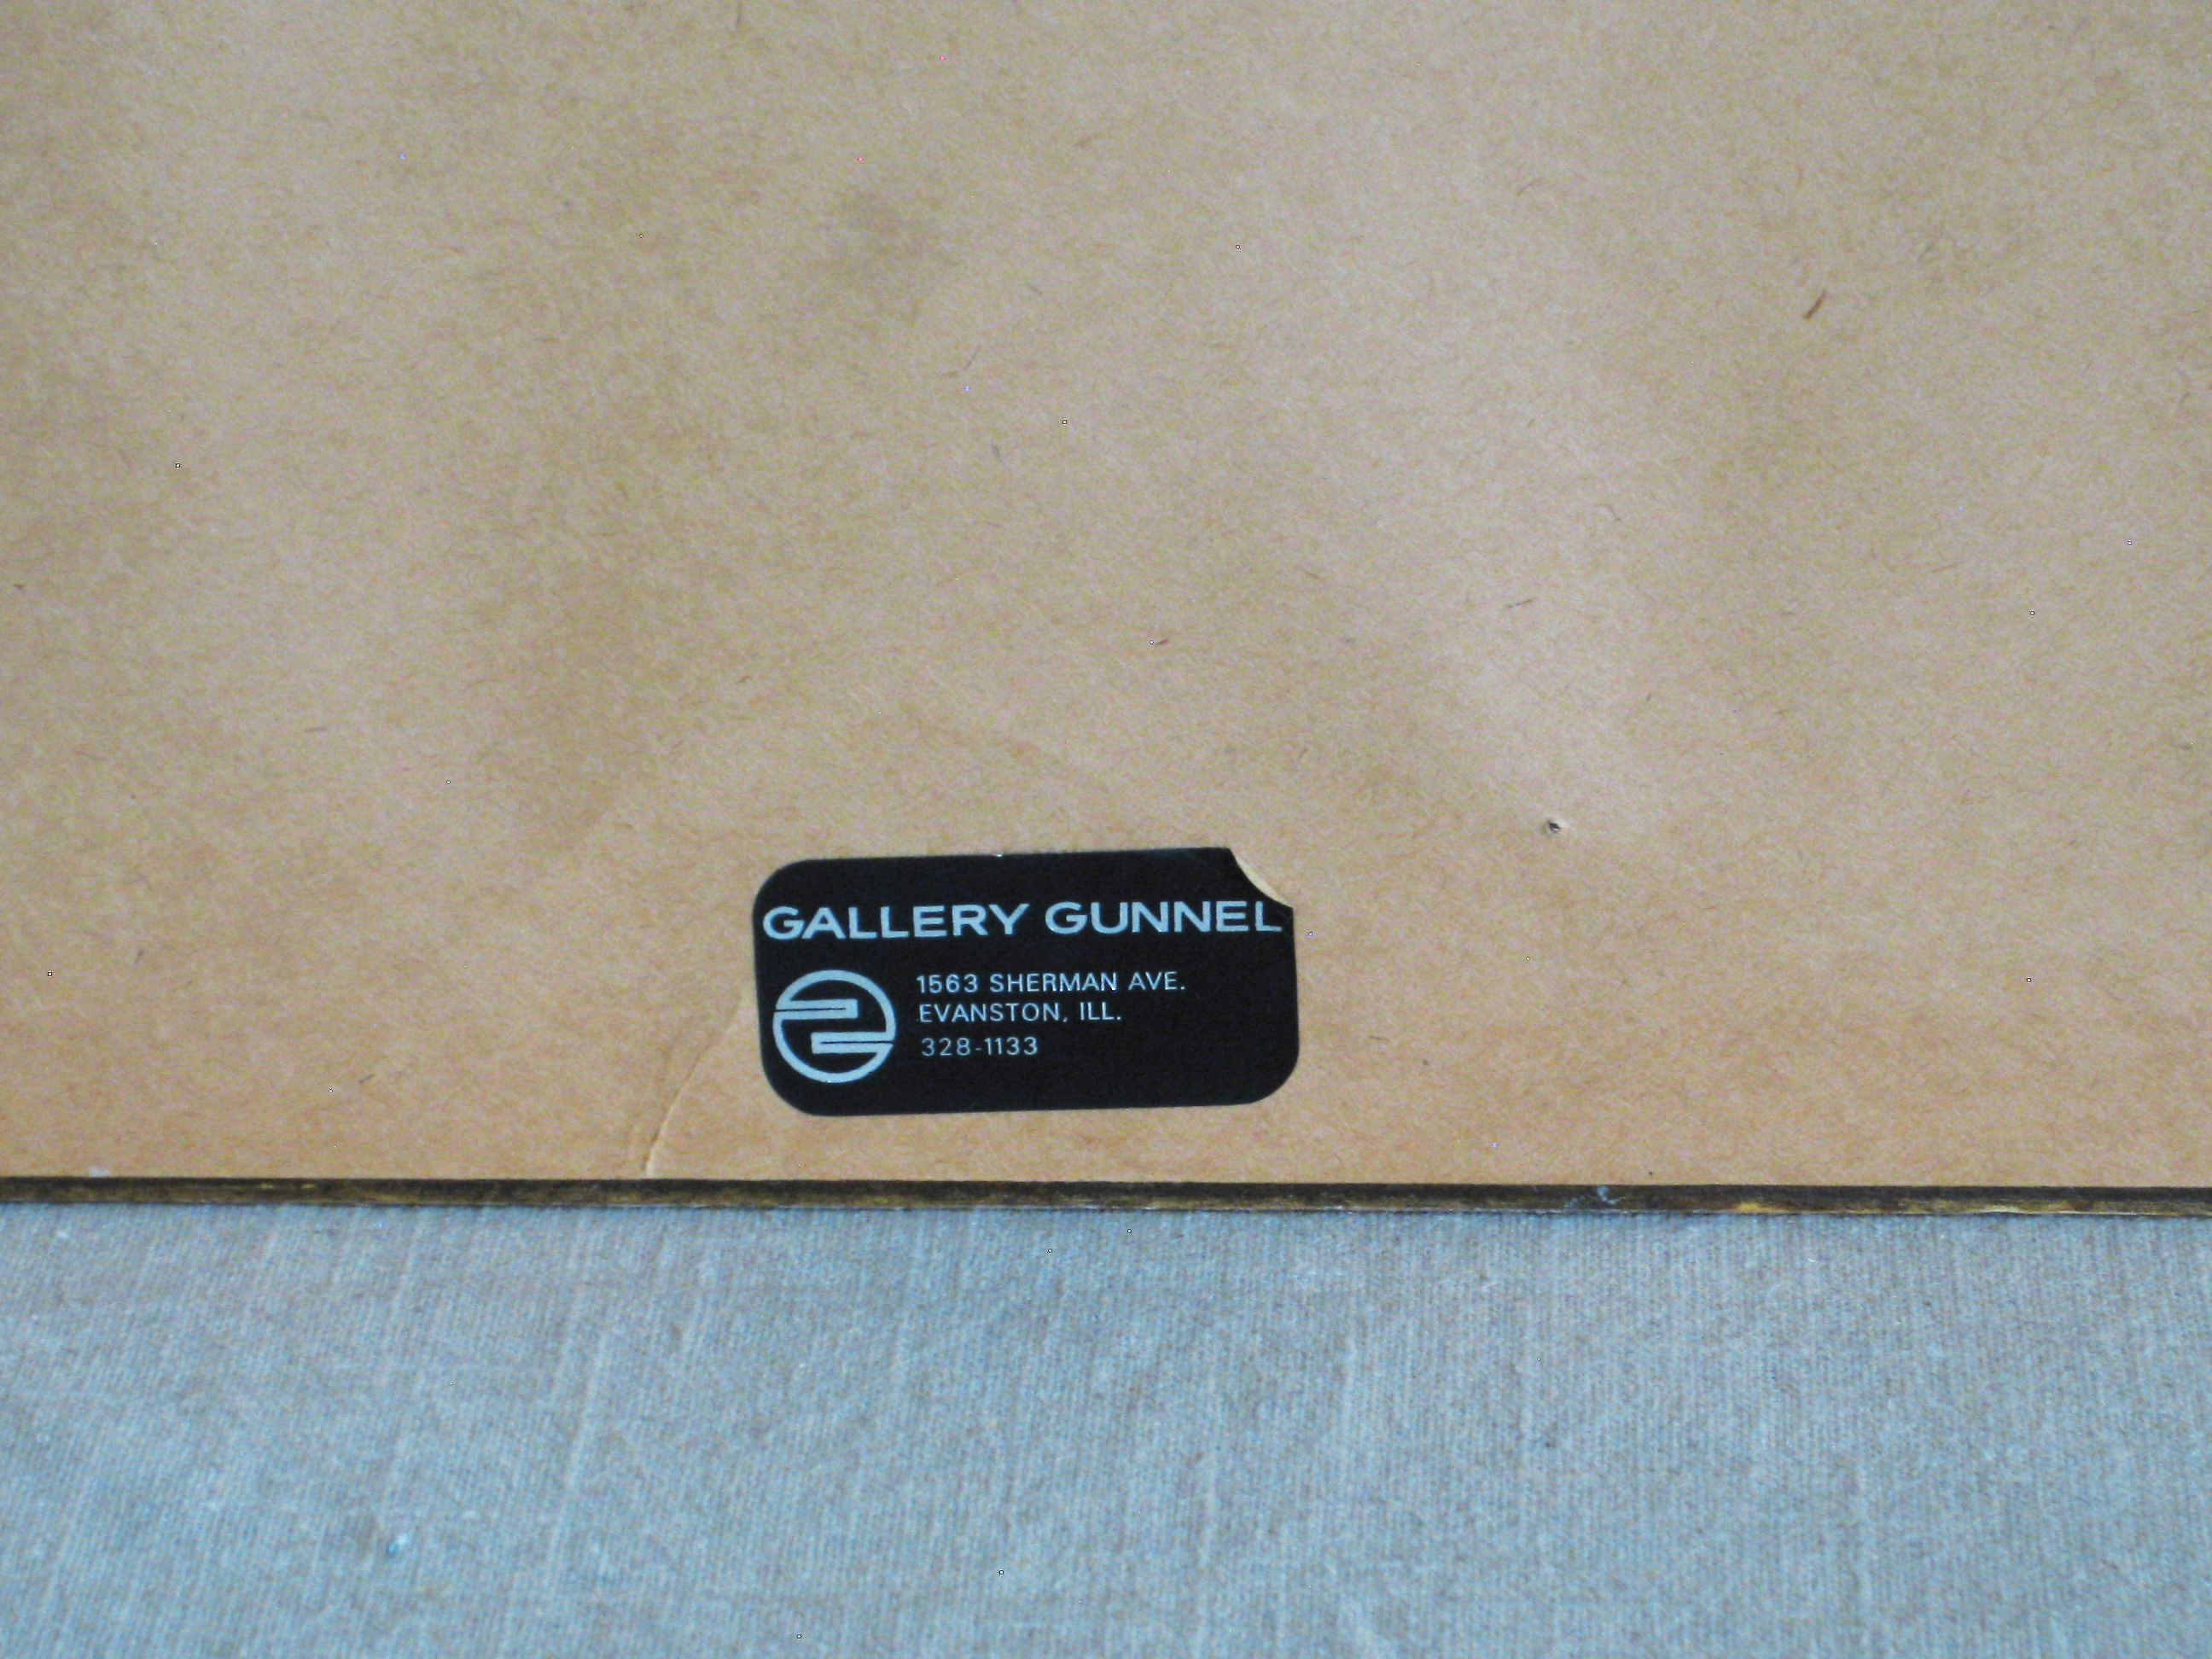 GALLERY GUNNEL
1563 SHERMAN AVE.
EVANSTON, ILL.
328-1133